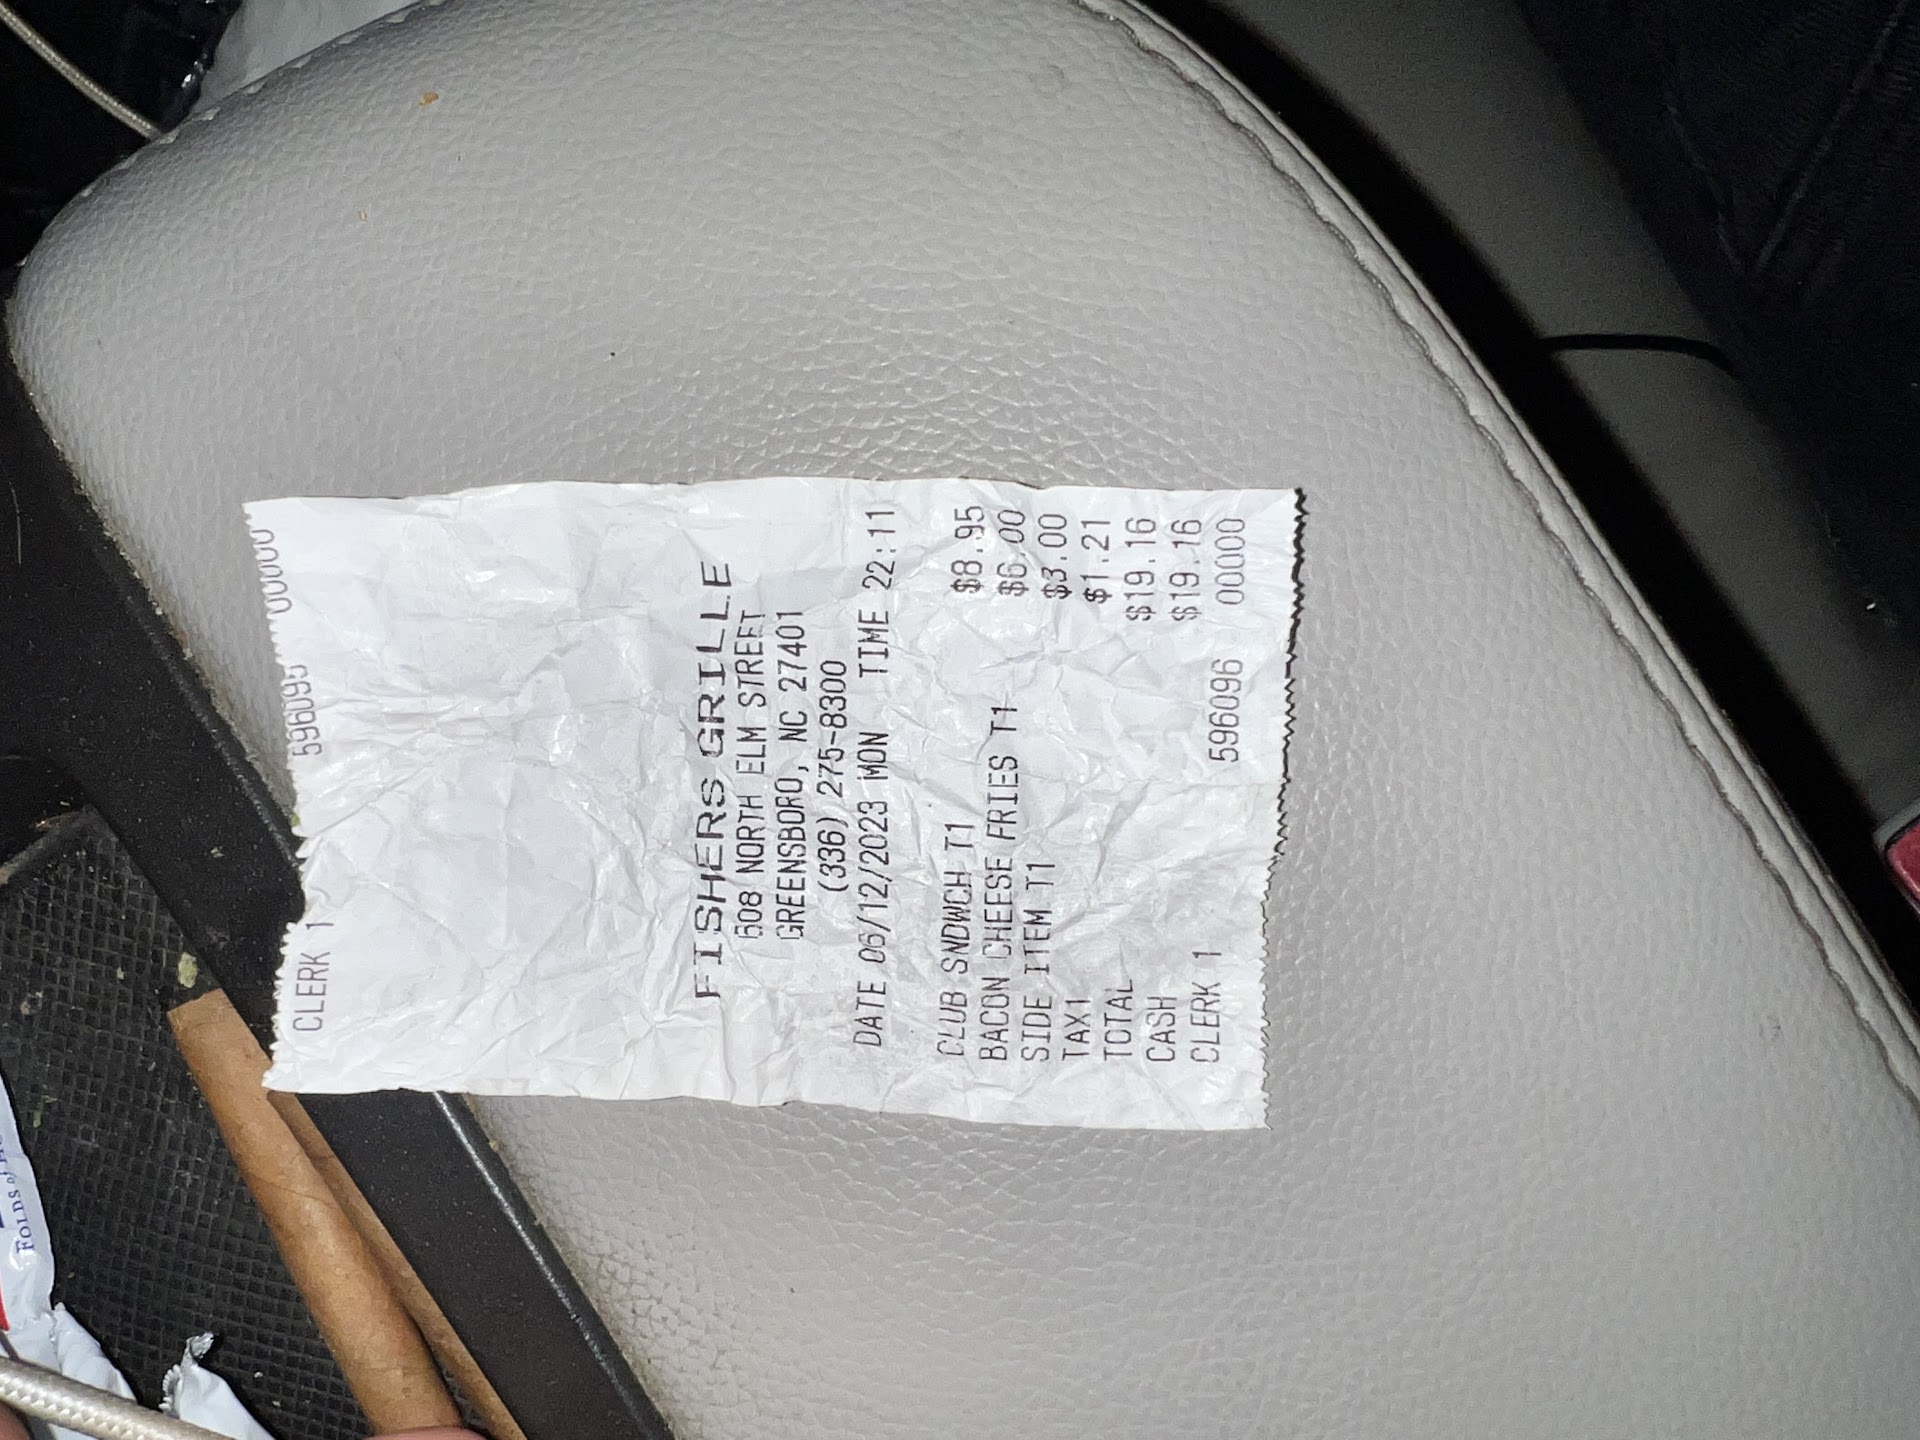 CLERK 1 596095 00000
FISHERS GRILLE
608 NORTH ELM STREET
GREENSBORO, NC 27401
(336) 275-8300
DATE 06/12/2023 MON TIME 22:11
CLUB SNDWCH T1 $8.95
BACON CHEESE FRIES T1 $6.00
SIDE ITEM T1 $3.00
TAX1 $1.21
TOTAL $19.16
CASH $19.16
CLERK 1 596096 00000
FOLDS of